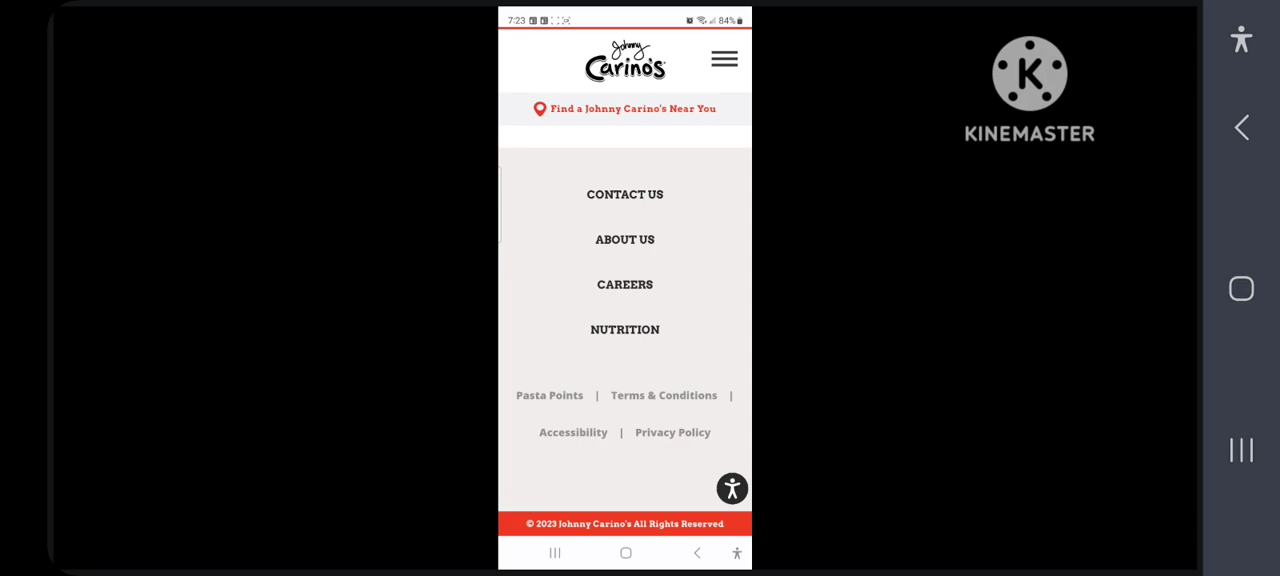 7:23
84%
Johnny
Carino's
Find a Johnny Carino's Near You
CONTACT US
ABOUT US
CAREERS
NUTRITION
Pasta Points | Terms & Conditions |
Accessibility | Privacy Policy
© 2023 Johnny Carino's All Rights Reserved
K
KINEMASTER